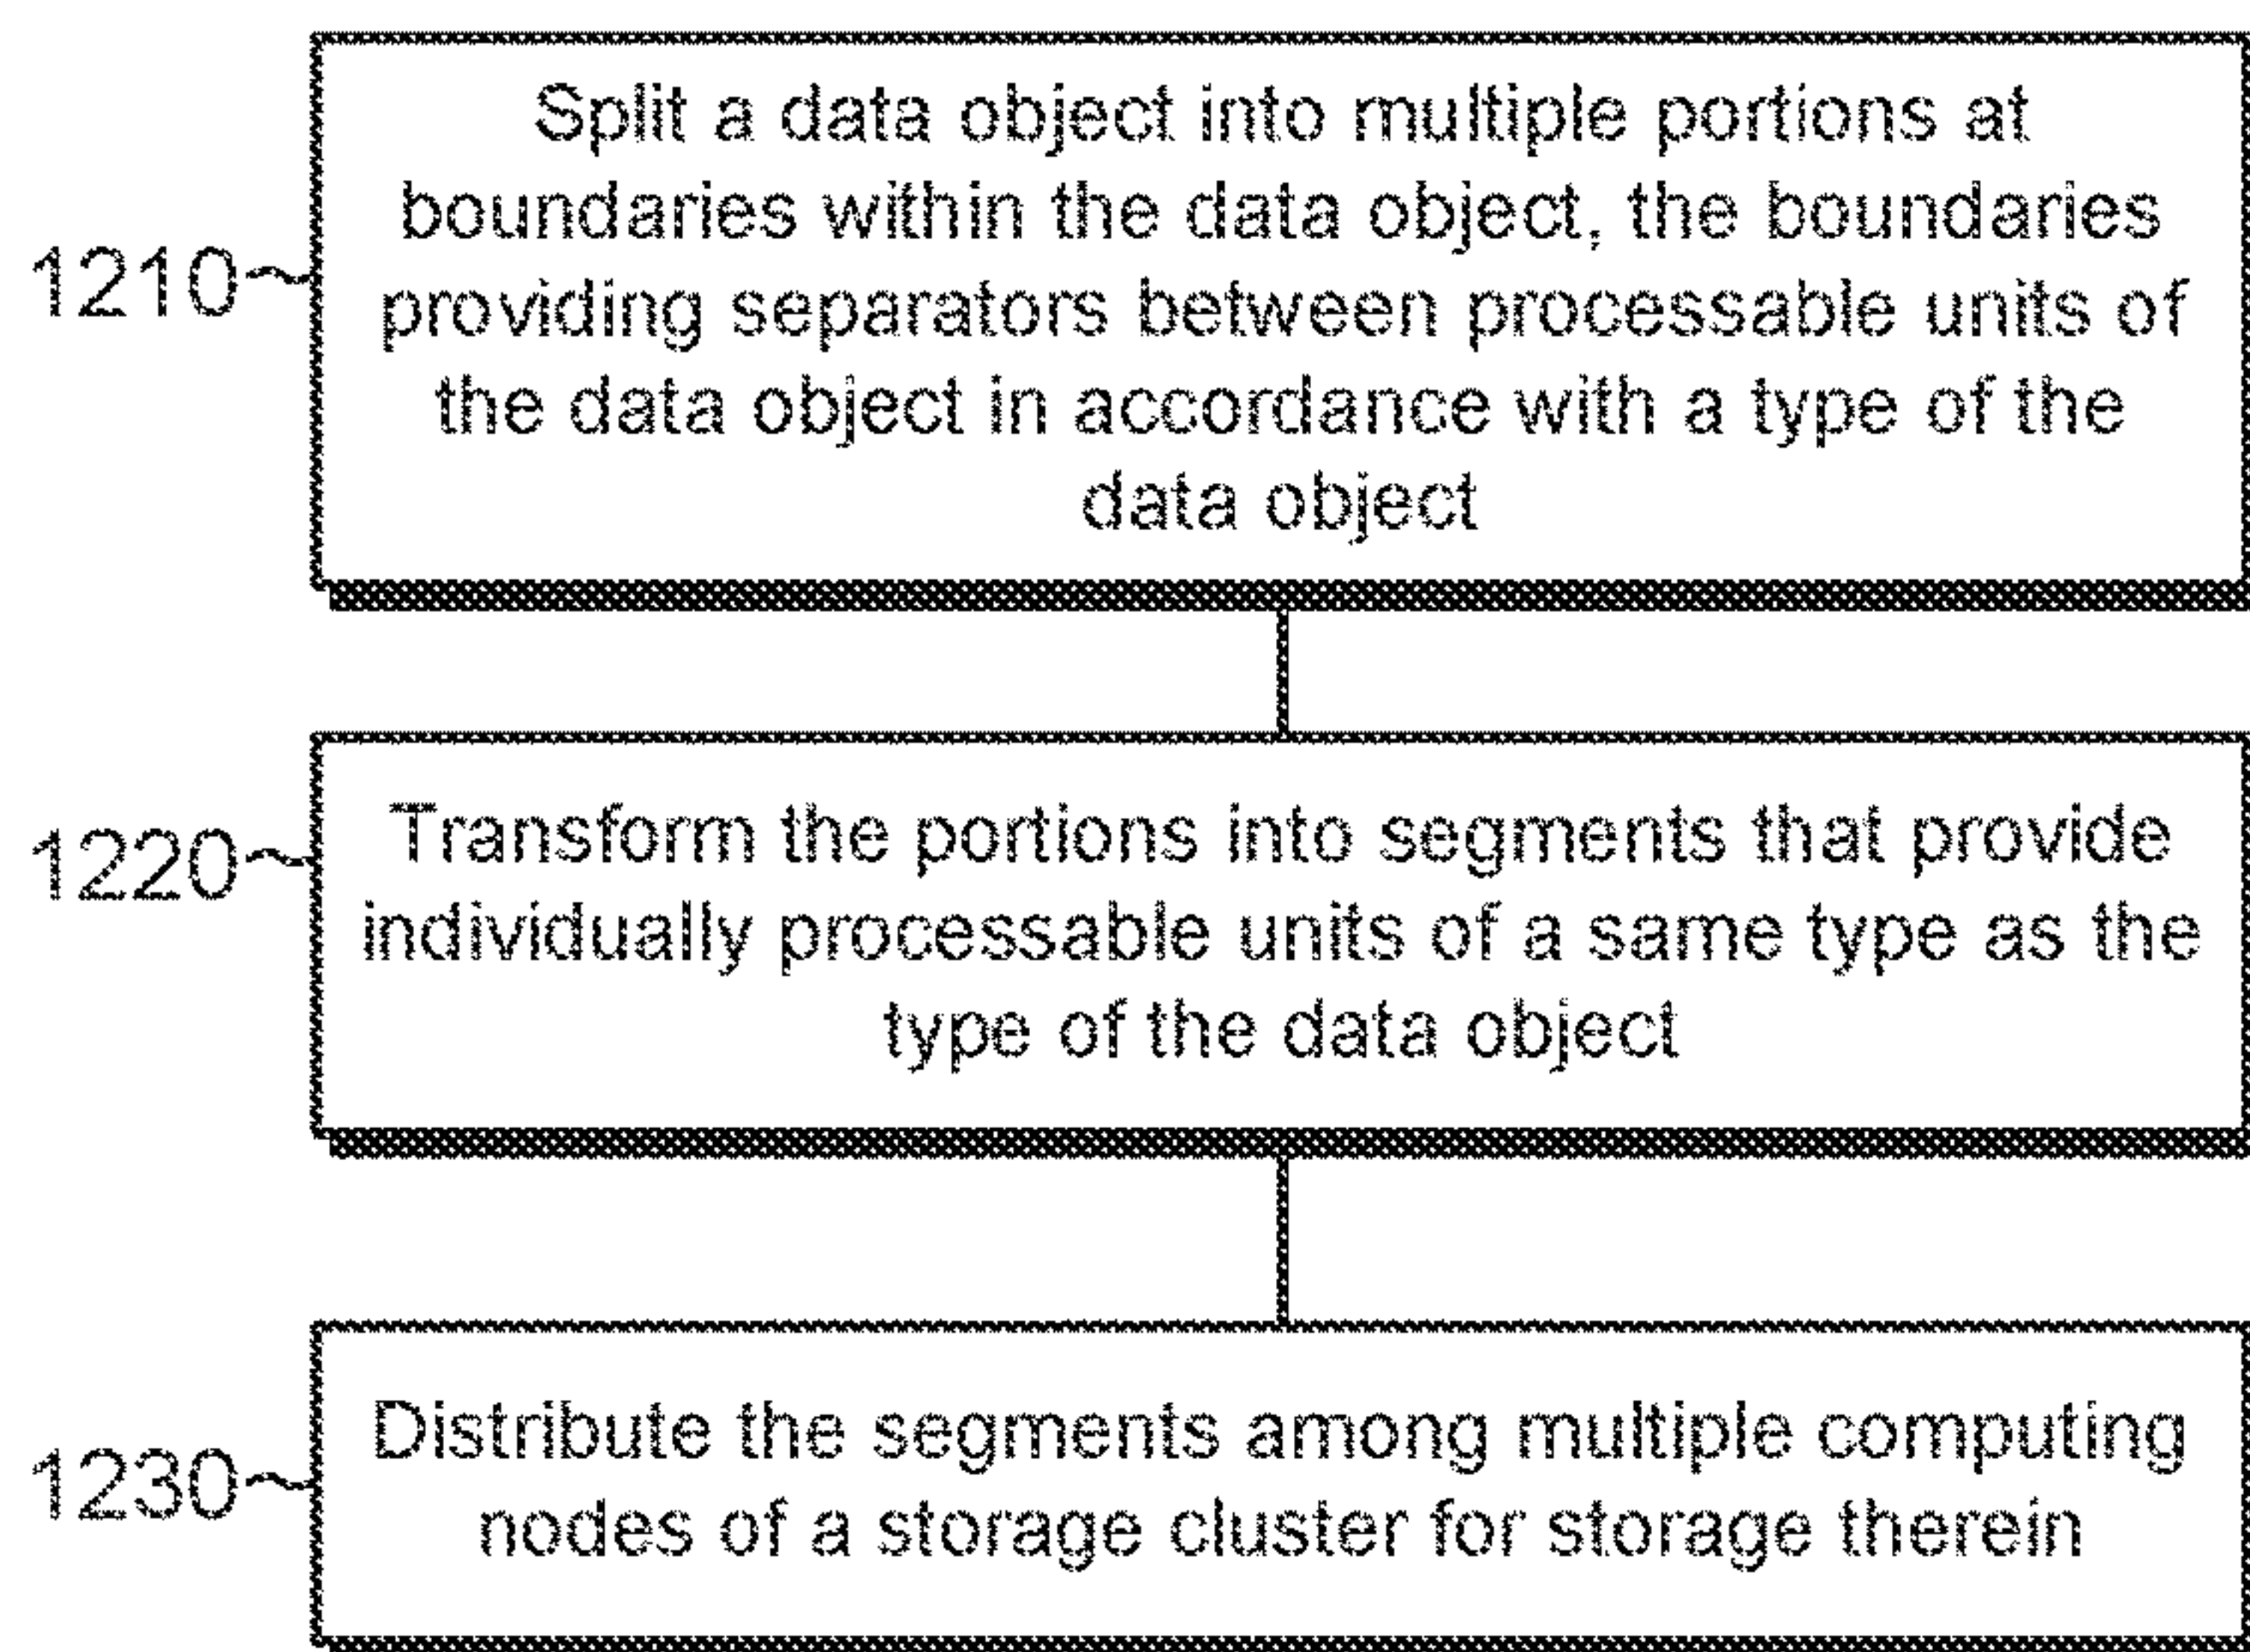 Split a data object into multiple portions at
boundaries within the data object, the boundaries
1210
providing separators between processable units of
the data object in accordance with a type of the
data object
Transform the portions into segments that provide
1220
individually processable units of a same type as the
type of the data object
Distribute the segments among multiple computing
1230
nodes of a storage cluster for storage therein